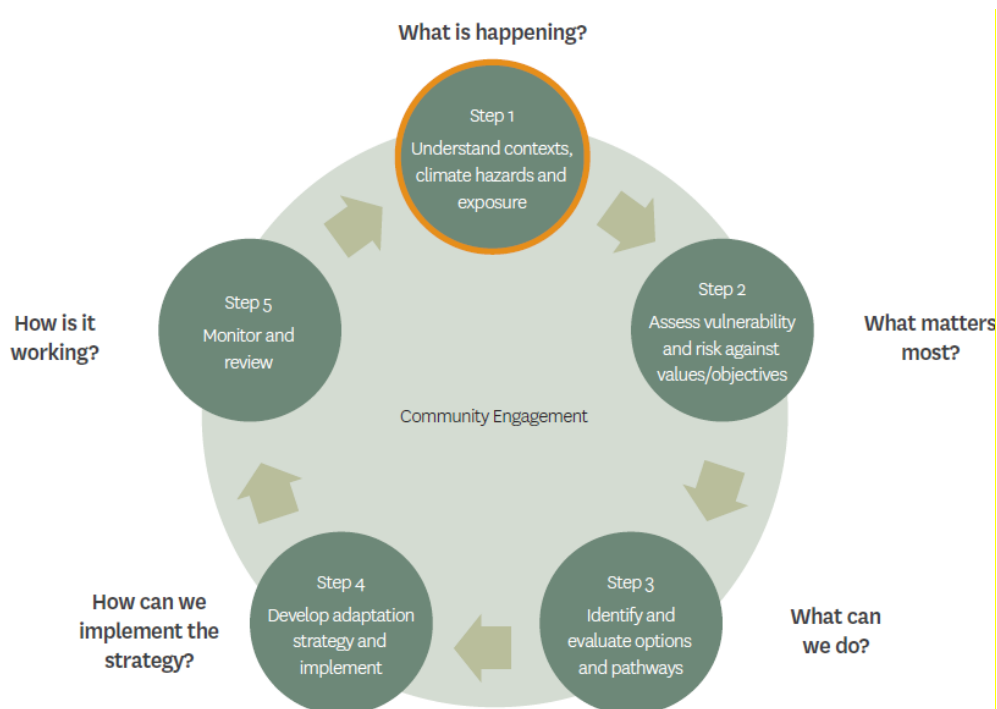 What is happening?
Step 1
Understand contexts,
climate hazards and
exposure
Step 2
Assess vulnerability
and risk against
values/objectives
What matters
most?
Step 5
Monitor and
review
How is it
working?
Community Engagement
Step 4
Develop adaptation
strategy and
implement
How can we
implement the
strategy?
Step 3
Identify and
evaluate options
and pathways
What can
we do?